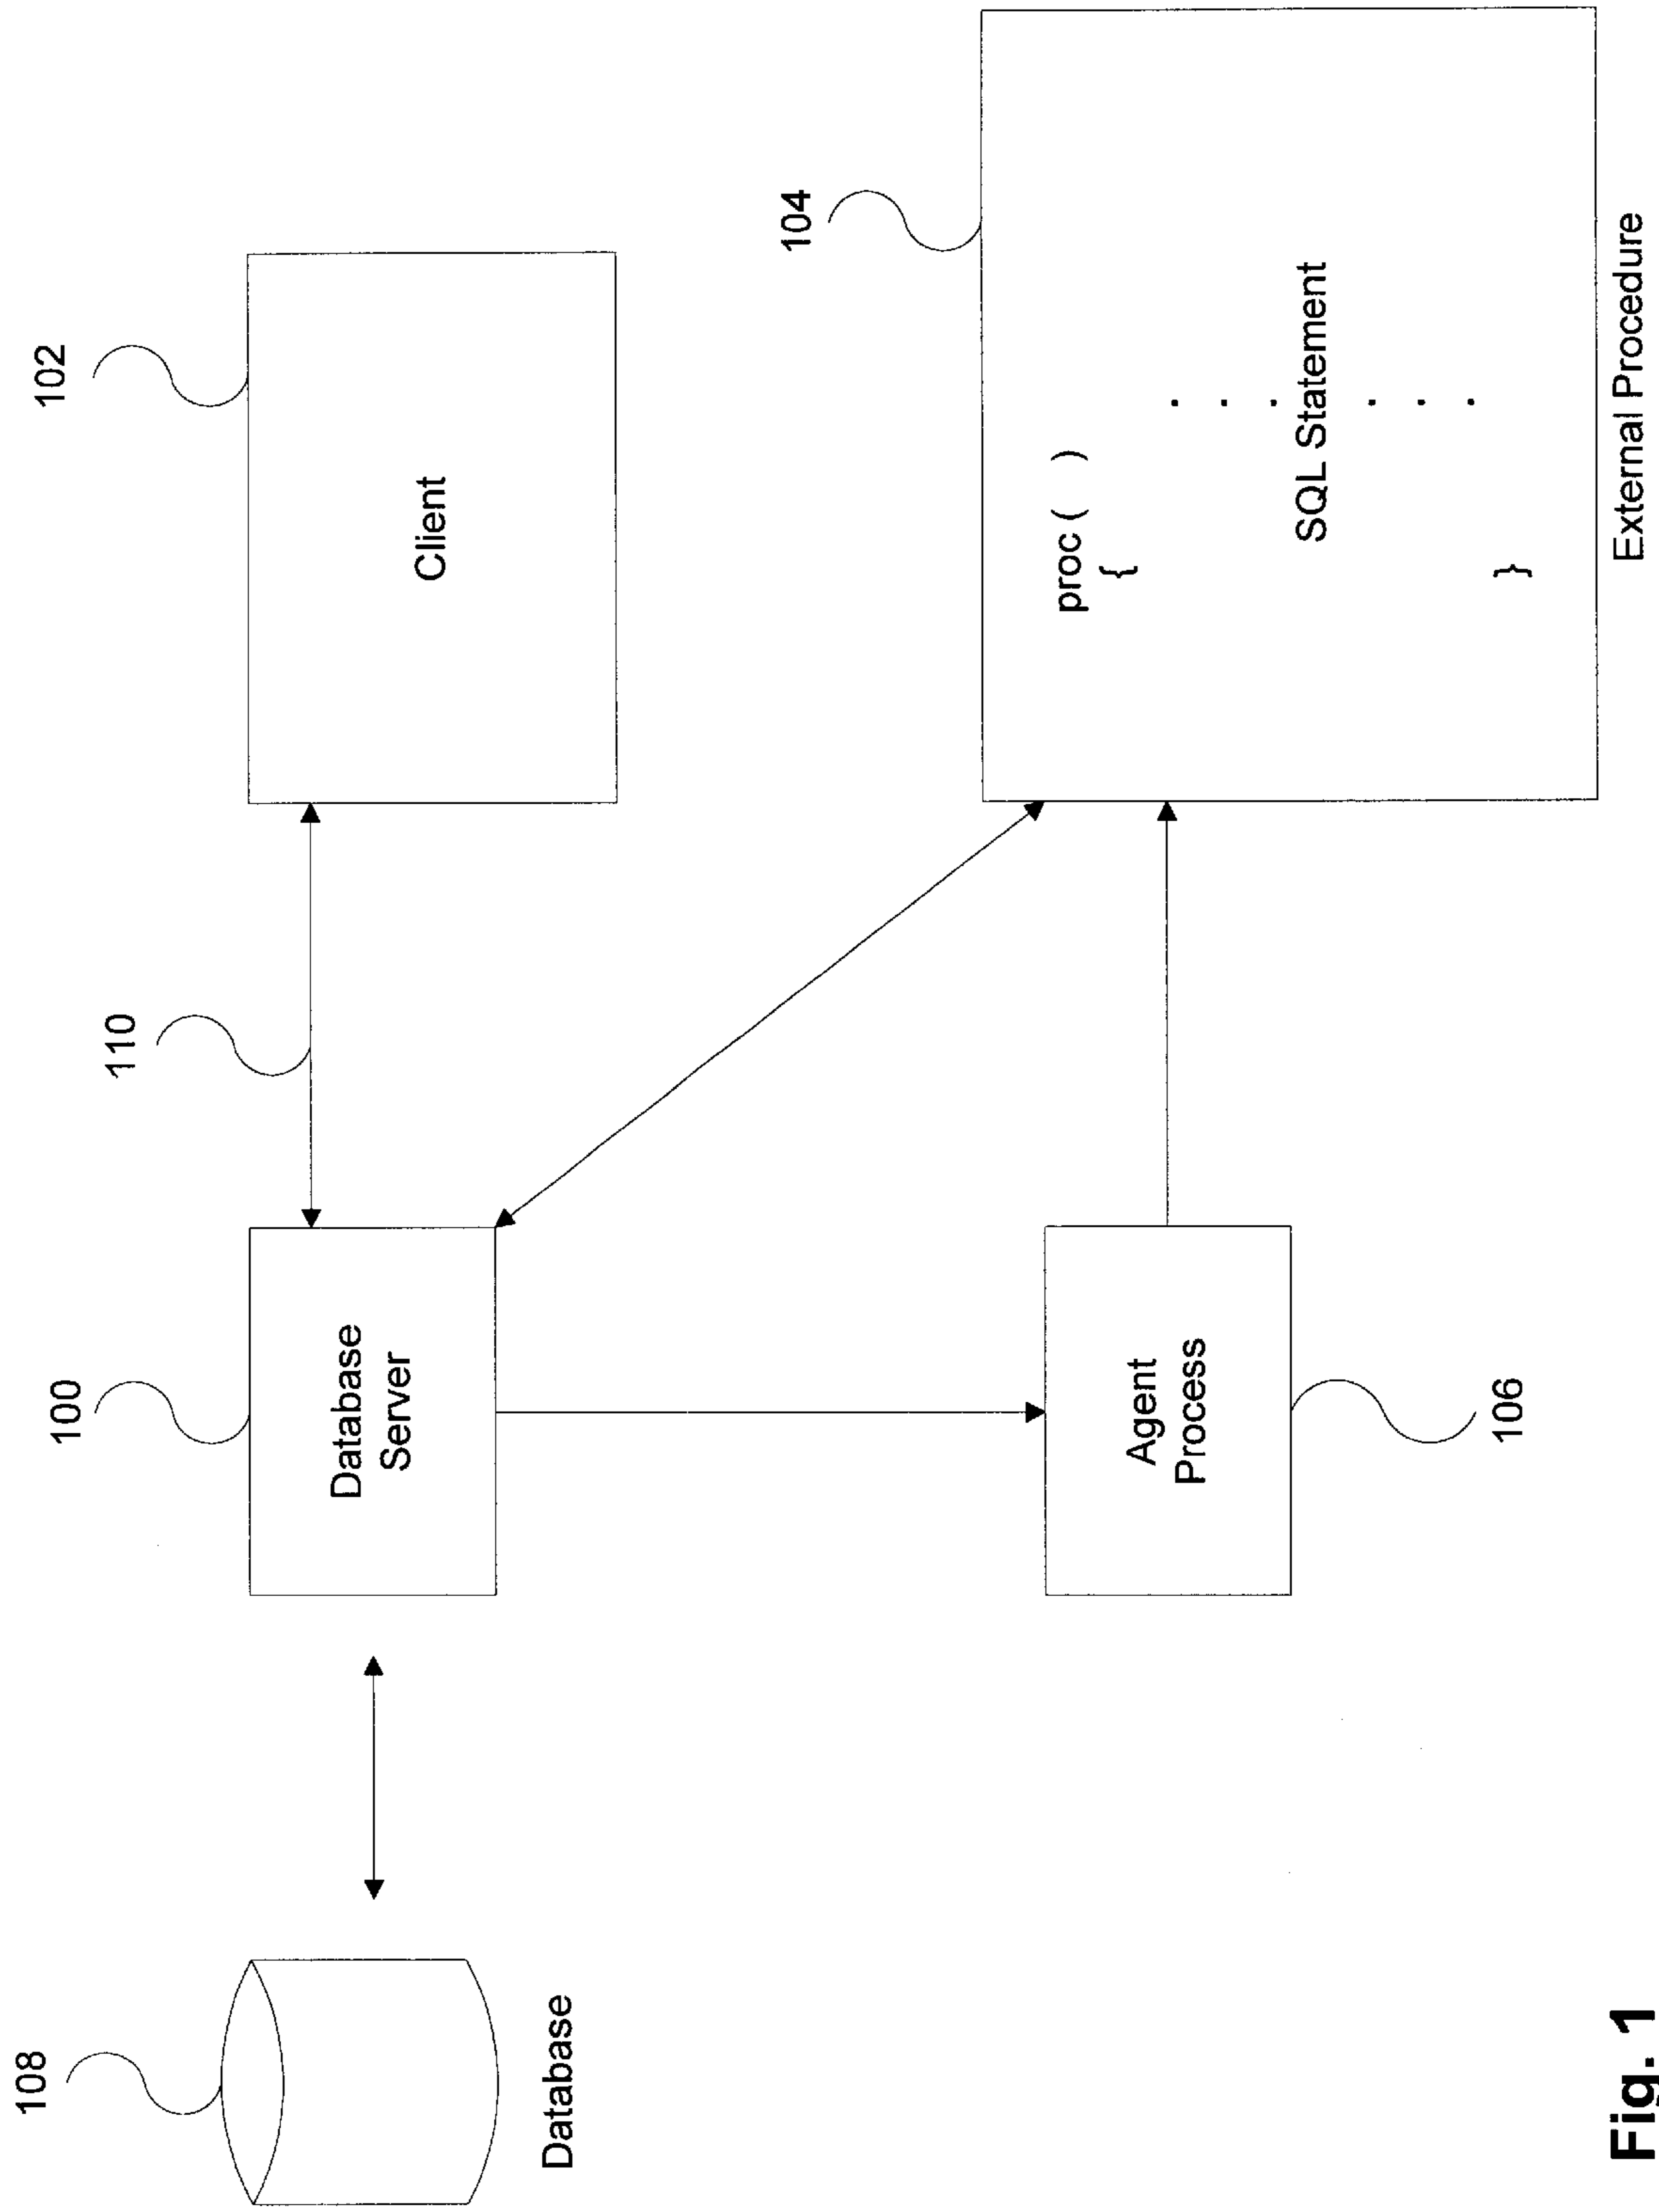 108
100
110
102
Database
Server
Client
Database
104
Agent
Process
106
proc ( )
{
.
.
.
SQL Statement
.
.
.
}
External Procedure
Fig. 1